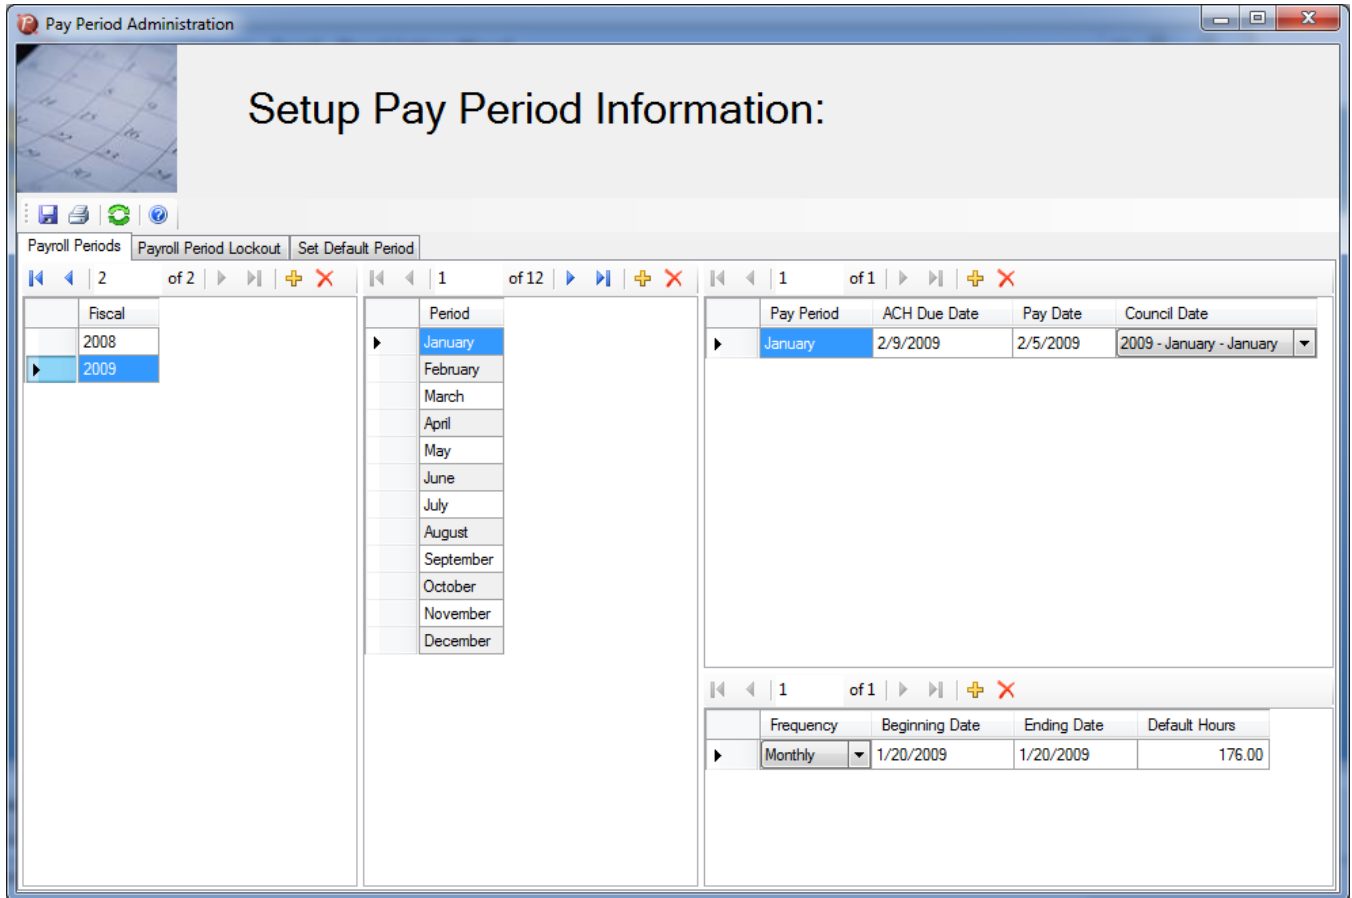 Pay Period Administration
Setup Pay Period Information:
Payroll Periods Payroll Period Lockout Set Default Period
2 of 2
Fiscal
2008
2009
1 of 12
Period
January
February
March
April
May
June
July
August
September
October
November
December
1 of 1
Pay Period ACH Due Date Pay Date Council Date
January 2/9/2009 2/5/2009 2009 - January - January
1 of 1
Frequency Beginning Date Ending Date Default Hours
Monthly 1/20/2009 1/20/2009 176.00